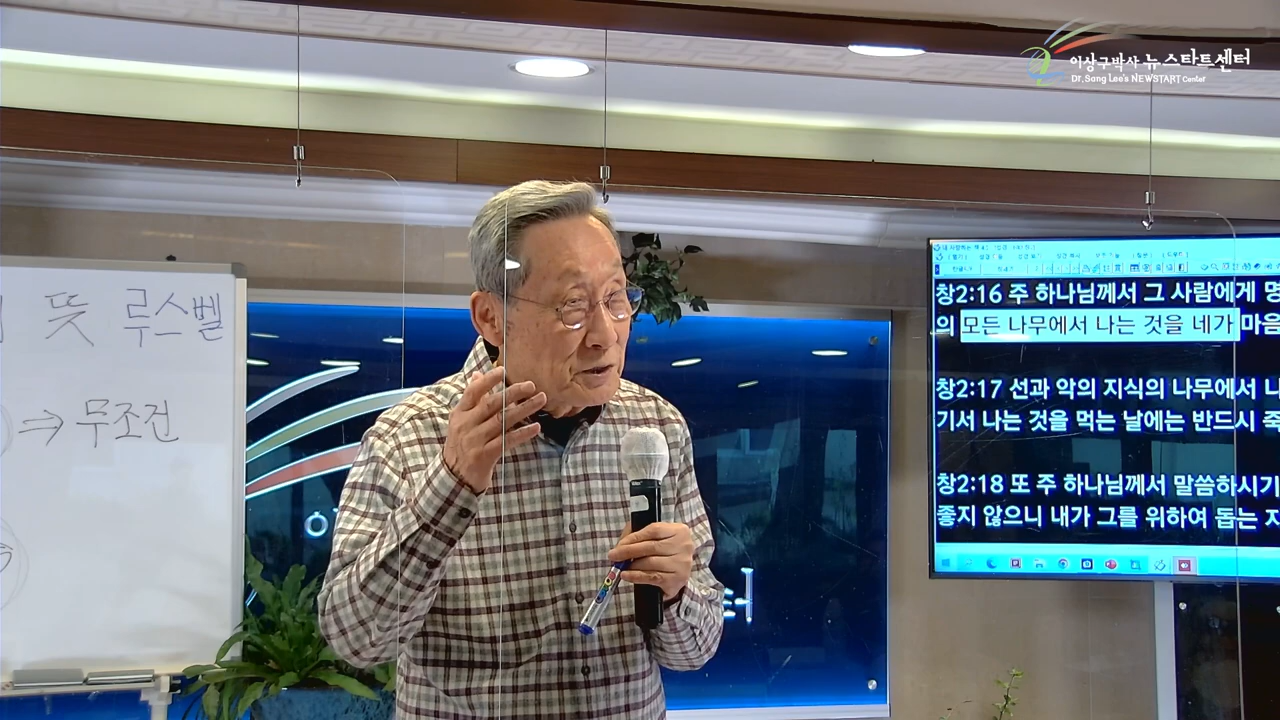 이상구박사 뉴스타트센터
Dr. Sang Lee's NEWSTART Center
뜻 루스벨
⇒ 무조건
창2:16 주 하나님께서 그 사람에게 명
의 모든 나무에서 나는 것을 네가 마음
창2:17 선과 악의 지식의 나무에서 나
기서 나는 것을 먹는 날에는 반드시 죽
창2:18 또 주 하나님께서 말씀하시기
좋지 않으니 내가 그를 위하여 돕는 자